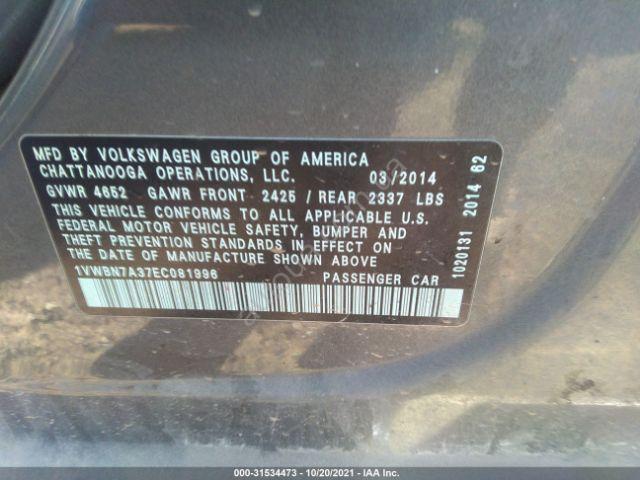 MFD BY VOLKSWAGEN GROUP OF AMERICA
CHATTANOOGA OPERATIONS, LLC. 03/2014
GVWR 4652 GAWR FRONT 2425 / REAR 2337 LBS
THIS VEHICLE CONFORMS TO ALL APPLICABLE U.S.
FEDERAL MOTOR VEHICLE SAFETY, BUMPER AND
THEFT PREVENTION STANDARDS IN EFFECT ON
THE DATE OF MANUFACTURE SHOWN ABOVE
1VWBN7A37EC081996 PASSENGER CAR
1020131 2014 62
000-31534473 - 10/20/2021 - IAA Inc.